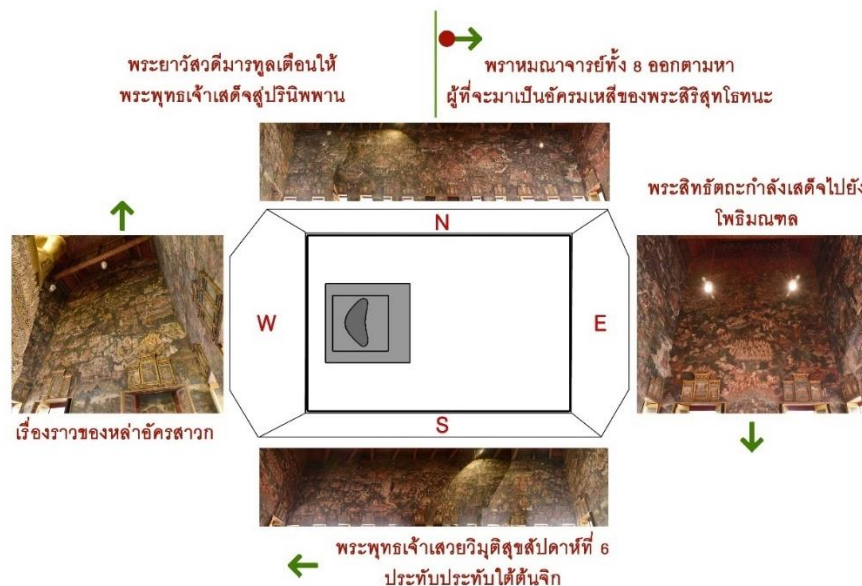 พระยาวัสวดีมารทูลเตือนให้
พระพุทธเจ้าเสด็จสู่ปรินิพพาน
พราหมณาจารย์ทั้ง 8 ออกตามหา
ผู้ที่จะมาเป็นอัครมเหสีของพระสิริสุทโธทนะ
พระสิทธัตถะกำลังเสด็จไปยัง
โพธิมณฑล
N
W
E
S
เรื่องราวของหล่าอัครสาวก
พระพุทธเจ้าเสวยวิมุติสุขสัปดาห์ที่ 6
ประทับประทับใต้ต้นจิก